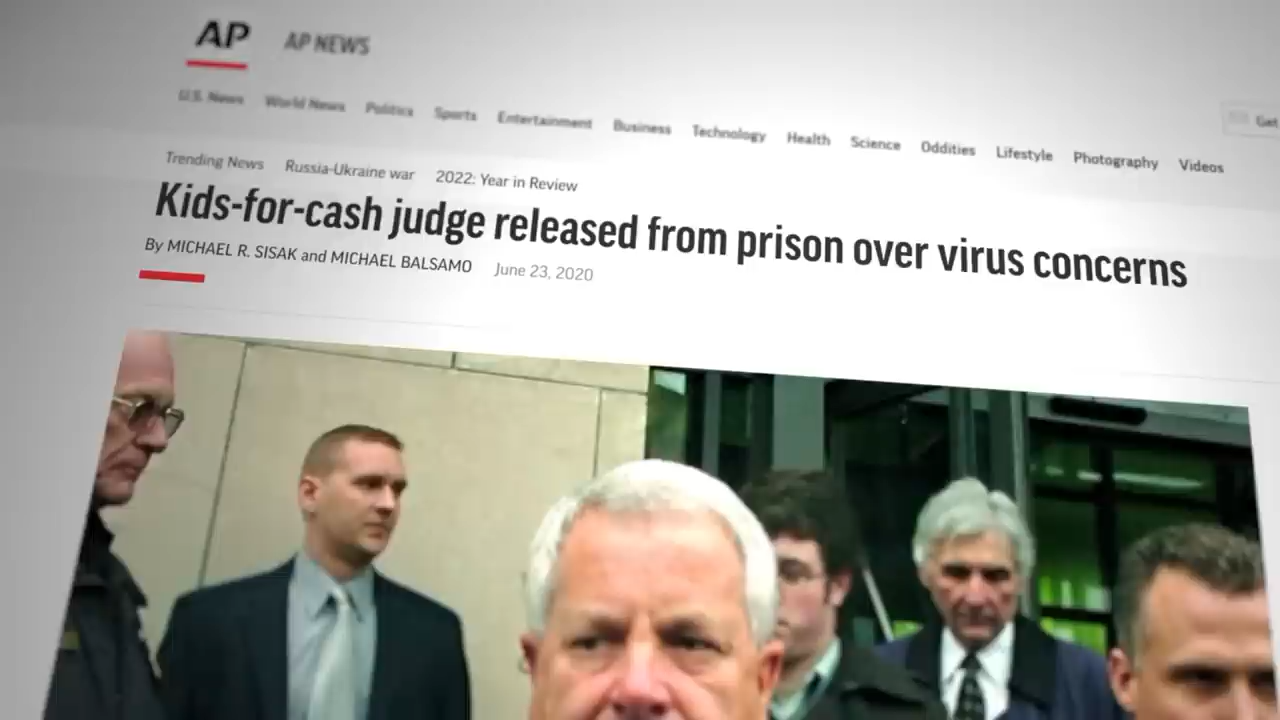 AP AP NEWS
U.S. News World News Politics Sports Entertainment Business Technology Health Science Oddities Lifestyle Photography Videos
Get
Trending News Russia-Ukraine war 2022: Year in Review
Kids-for-cash judge released from prison over virus concerns
By MICHAEL R. SISAK and MICHAEL BALSAMO June 23, 2020